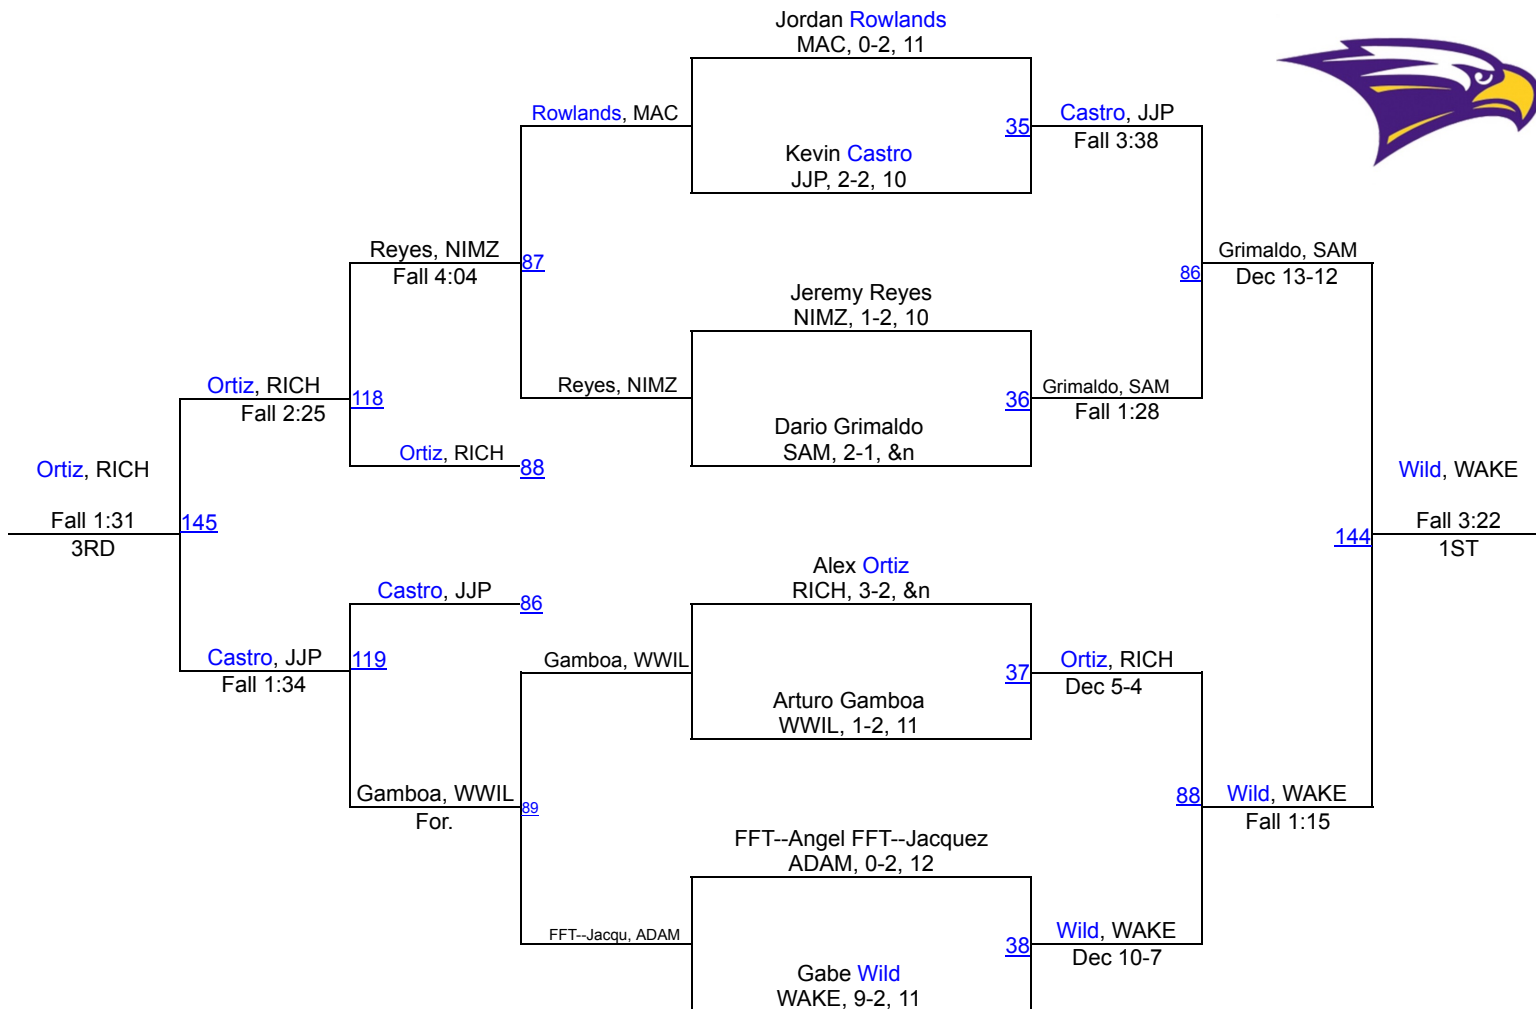 Jordan Rowlands
MAC, 0-2, 11
Rowlands, MAC
35
Castro, JJP
Fall 3:38
Kevin Castro
JJP, 2-2, 10
Reyes, NIMZ
Fall 4:04
87
86
Grimaldo, SAM
Dec 13-12
Jeremy Reyes
NIMZ, 1-2, 10
Ortiz, RICH
Fall 2:25
118
Reyes, NIMZ
36
Grimaldo, SAM
Fall 1:28
Dario Grimaldo
SAM, 2-1, &n
Ortiz, RICH
88
Ortiz, RICH
Fall 1:31
3RD
145
Wild, WAKE
144
Fall 3:22
1ST
Alex Ortiz
RICH, 3-2, &n
Castro, JJP
86
Castro, JJP
Fall 1:34
119
Gamboa, WWIL
37
Ortiz, RICH
Dec 5-4
Arturo Gamboa
WWIL, 1-2, 11
Gamboa, WWIL
For.
89
88
Wild, WAKE
Fall 1:15
FFT--Angel FFT--Jacquez
ADAM, 0-2, 12
FFT--Jacqu, ADAM
38
Wild, WAKE
Dec 10-7
Gabe Wild
WAKE, 9-2, 11